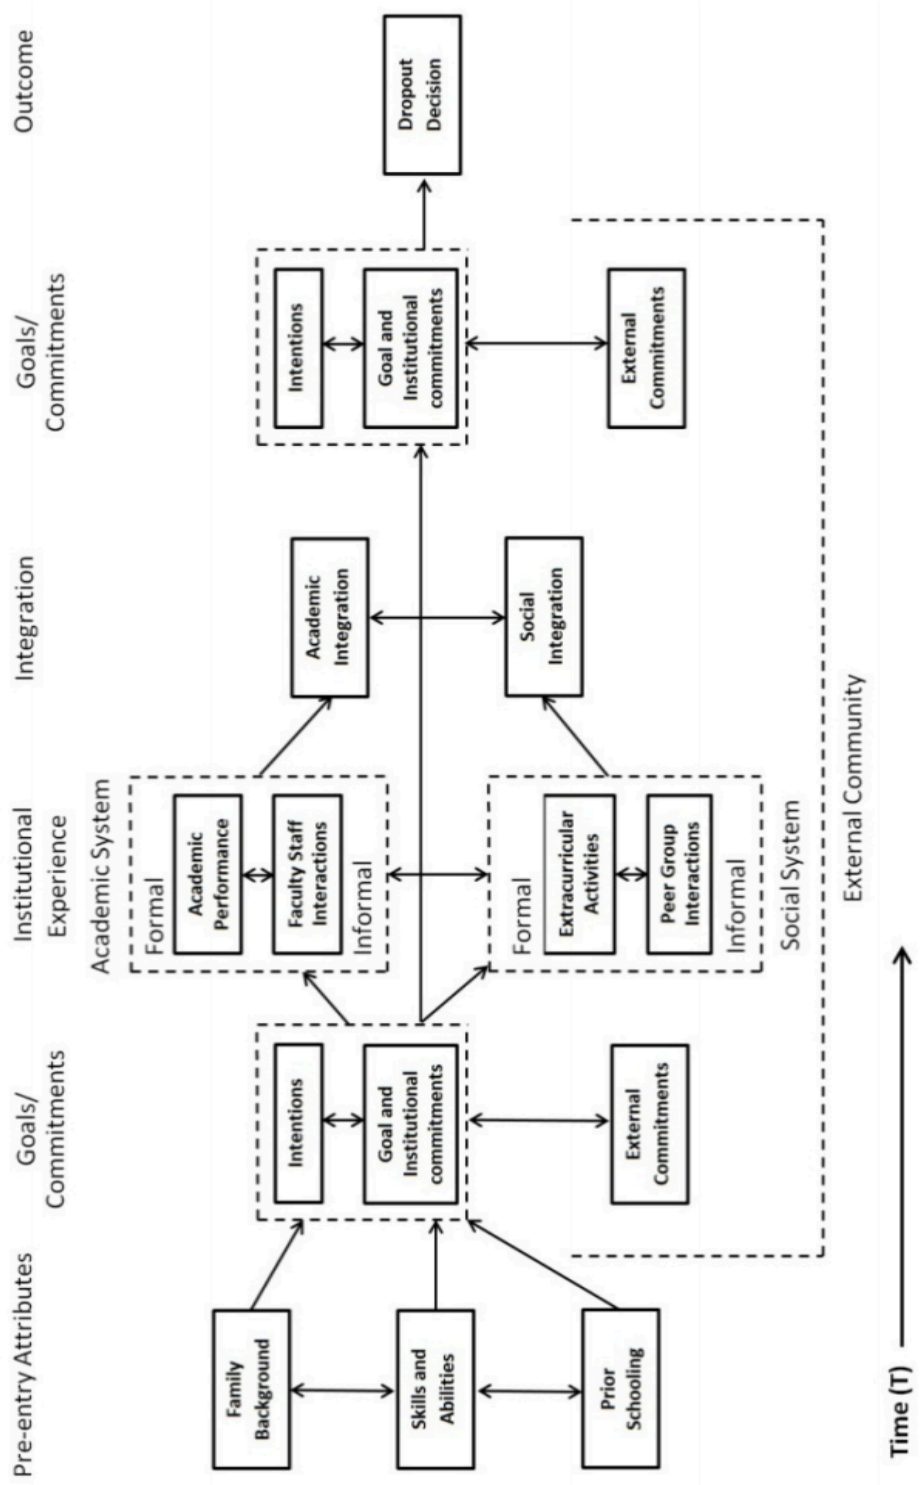 Pre-entry Attributes
Goals/
Commitments
Institutional
Experience
Integration
Goals/
Commitments
Outcome
Academic System
Formal
Academic
Performance
Faculty Staff
Interactions
Informal
Family
Background
Skills and
Abilities
Prior
Schooling
Intentions
Goal and
Institutional
commitments
External
Commitments
Formal
Extracurricular
Activities
Peer Group
Interactions
Informal
Social System
Academic
Integration
Social
Integration
Intentions
Goal and
Institutional
commitments
External
Commitments
Dropout
Decision
External Community
Time (T)